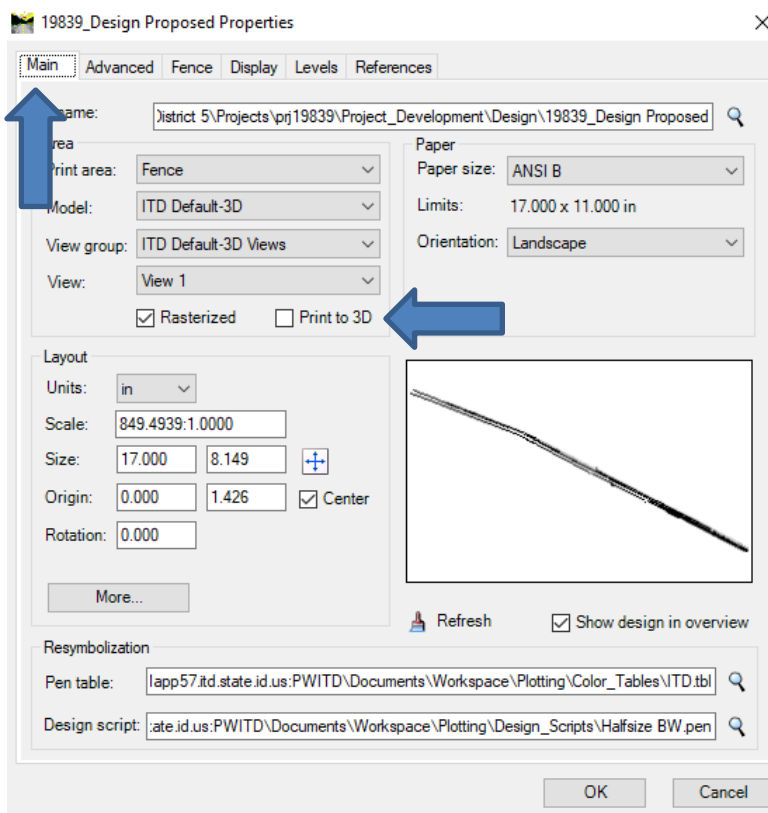 19839_Design Proposed Properties
Main Advanced Fence Display Levels References
name: District 5\Projects\prj19839\Project_Development\Design\19839_Design Proposed
Area
Print area: Fence
Model: ITD Default-3D
View group: ITD Default-3D Views
View: View 1
Rasterized Print to 3D
Paper
Paper size: ANSI B
Limits: 17.000 x 11.000 in
Orientation: Landscape
Layout
Units: in
Scale: 849.4939:1.0000
Size: 17.000 8.149
Origin: 0.000 1.426 Center
Rotation: 0.000
More...
Refresh Show design in overview
Resymbolization
Pen table: lapp57.itd.state.id.us:PWITD\Documents\Workspace\Plotting\Color_Tables\ITD.tbl
Design script: ate.id.us:PWITD\Documents\Workspace\Plotting\Design_Scripts\Halfsize BW.pen
OK Cancel